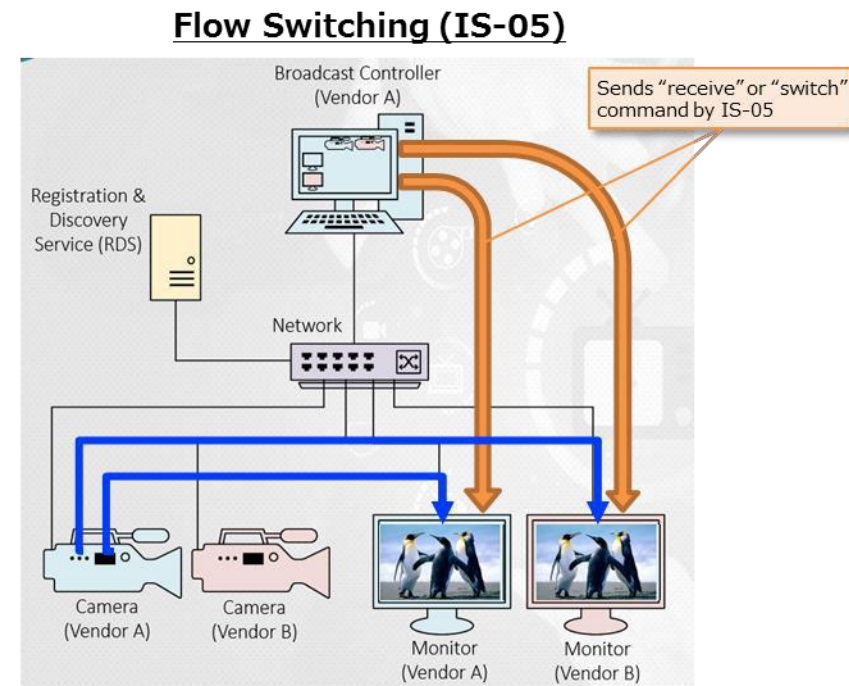 Flow Switching (IS-05)
Broadcast Controller
(Vendor A)
Sends “receive” or “switch”
command by IS-05
Registration &
Discovery
Service (RDS)
Network
Camera
(Vendor A)
Camera
(Vendor B)
Monitor
(Vendor A)
Monitor
(Vendor B)